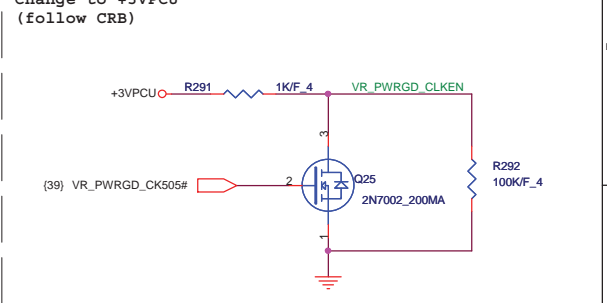 Change to +3VPCU
(follow CRB)
+3VPCU
R291
1K/F_4
VR_PWRGD_CLKEN
3
R292
100K/F_4
{39} VR_PWRGD_CK505#
2
Q25
2N7002_200MA
1